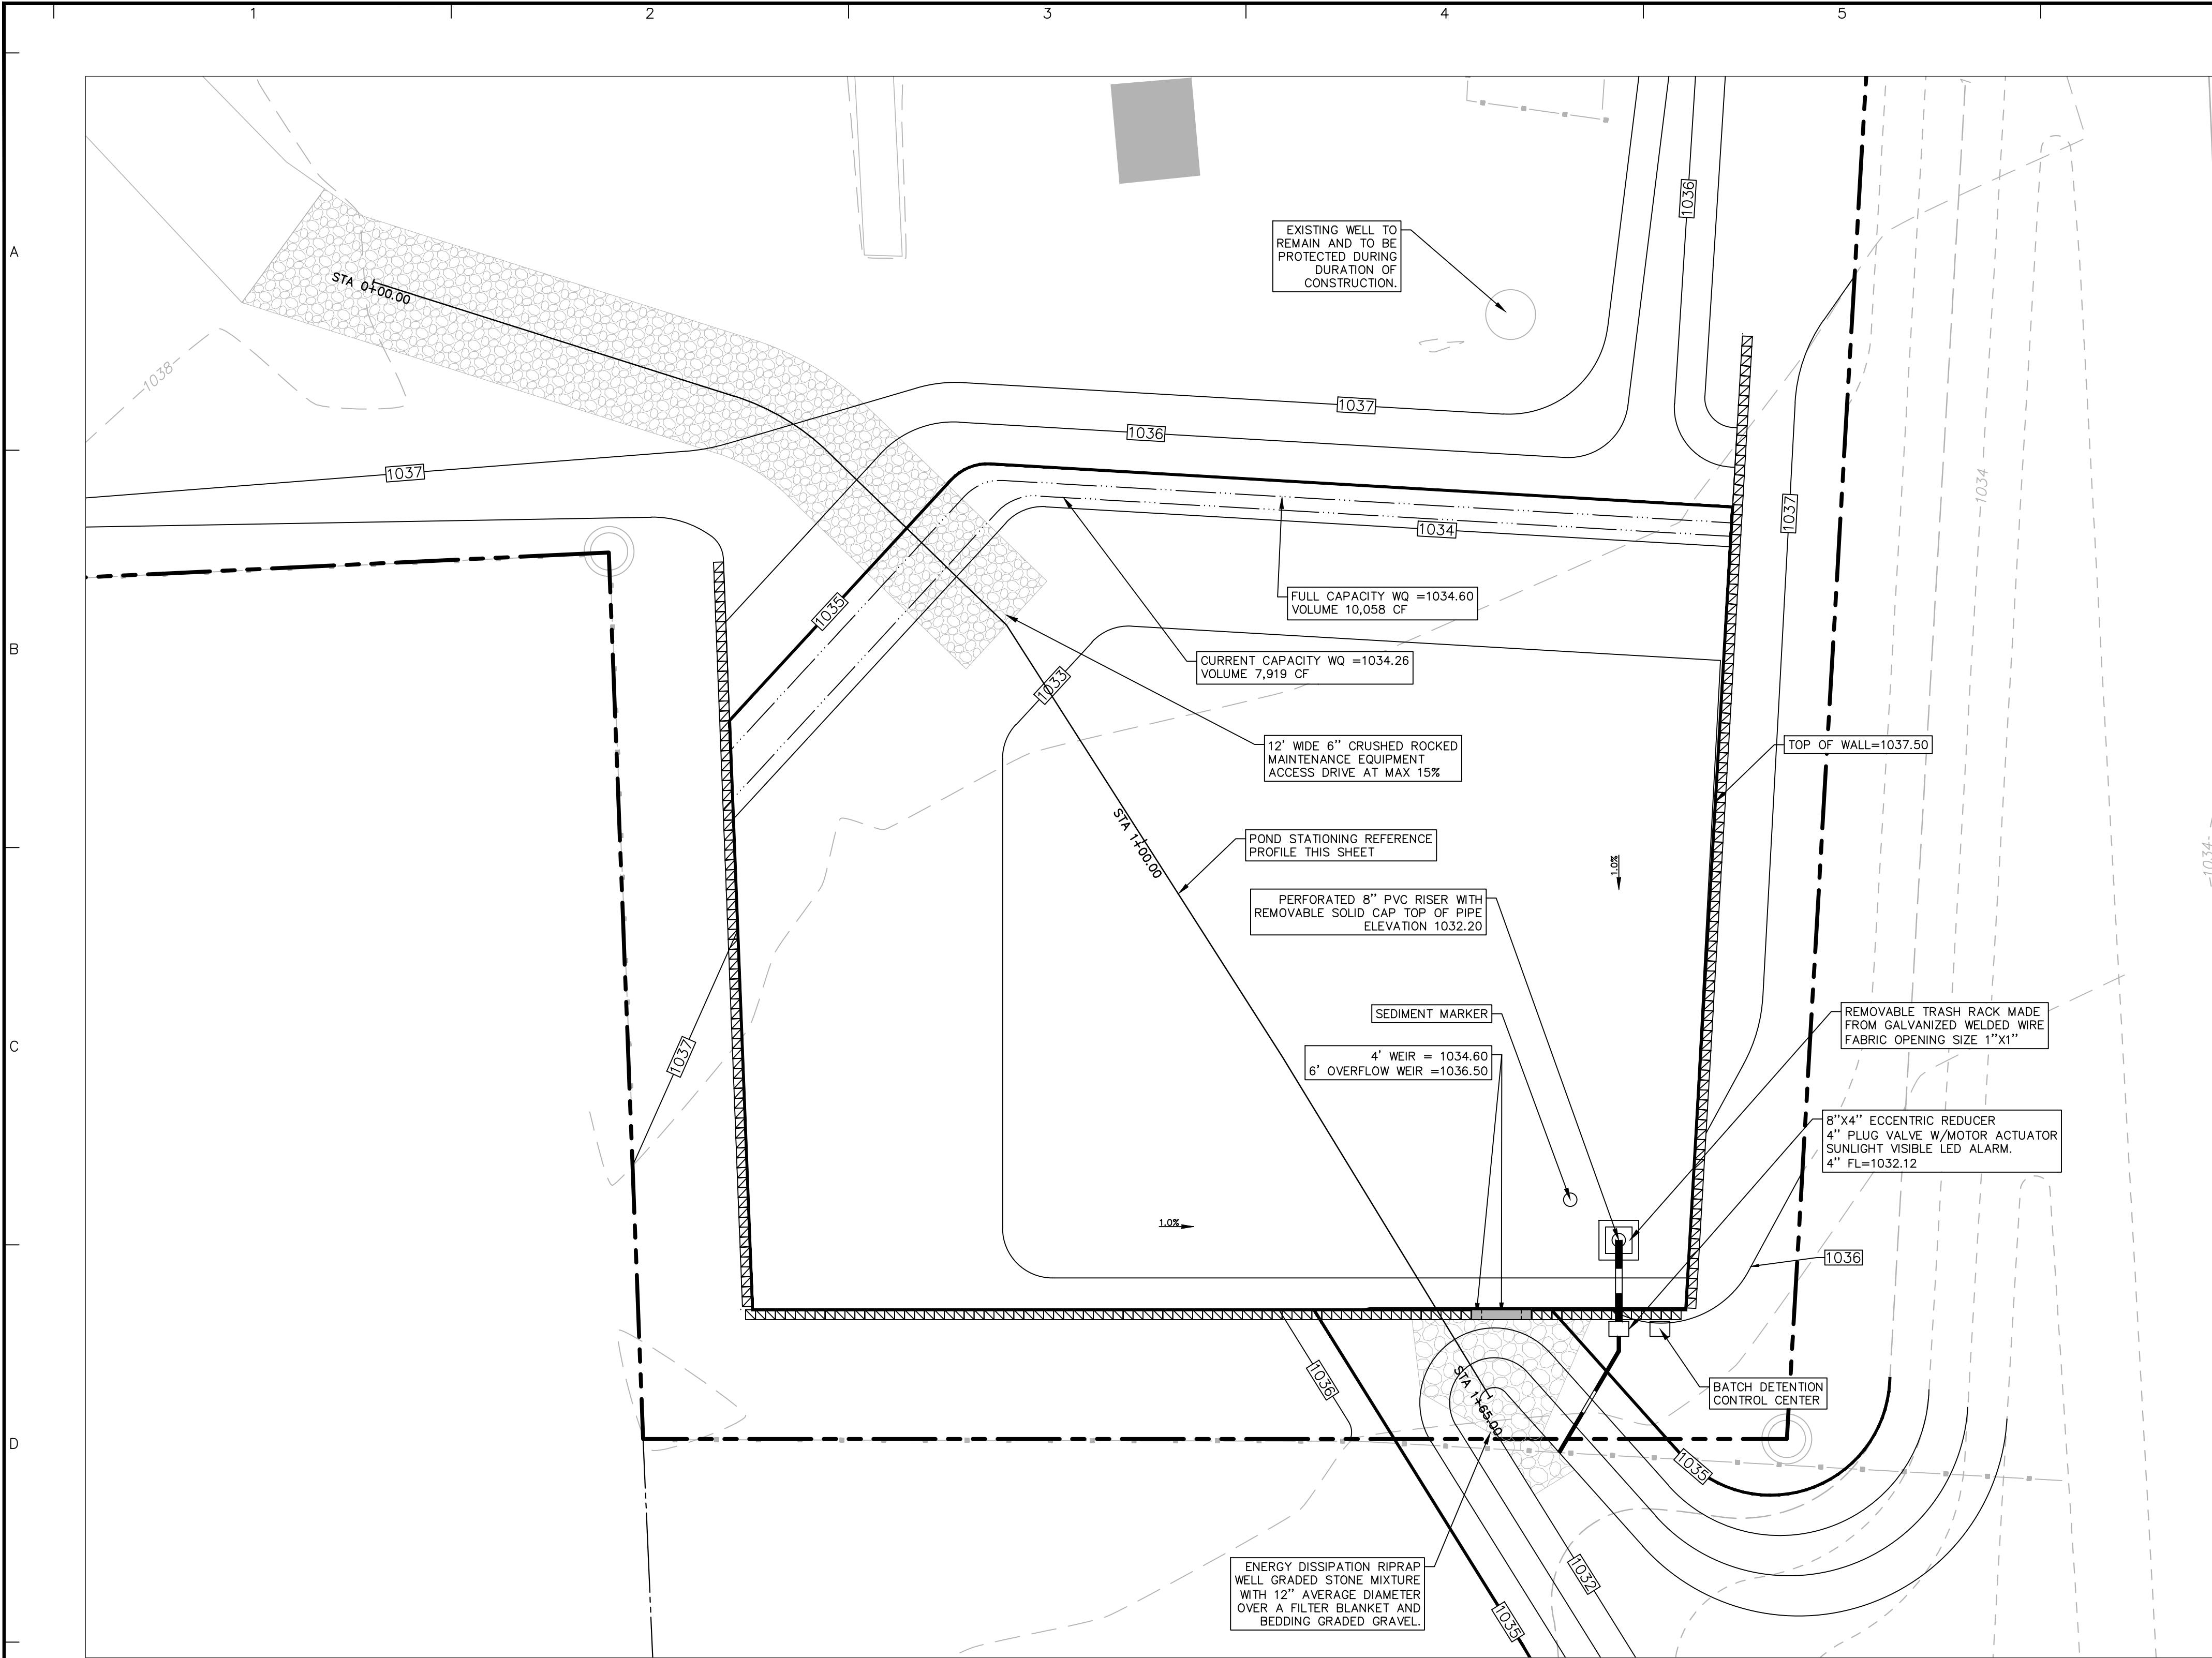 1
2
3
4
5
A
B
C
D
1036
EXISTING WELL TO
REMAIN AND TO BE
PROTECTED DURING
DURATION OF
CONSTRUCTION.
STA 0+00.00
1038
1037
1036
1037
1034
1037
1034
FULL CAPACITY WQ =1034.60
VOLUME 10,058 CF
1035
CURRENT CAPACITY WQ =1034.26
VOLUME 7,919 CF
1033
12' WIDE 6" CRUSHED ROCKED
MAINTENANCE EQUIPMENT
ACCESS DRIVE AT MAX 15%
TOP OF WALL=1037.50
STA 1+00.00
POND STATIONING REFERENCE
PROFILE THIS SHEET
1.0%
1034
PERFORATED 8" PVC RISER WITH
REMOVABLE SOLID CAP TOP OF PIPE
ELEVATION 1032.20
SEDIMENT MARKER
REMOVABLE TRASH RACK MADE
FROM GALVANIZED WELDED WIRE
FABRIC OPENING SIZE 1"X1"
4' WEIR = 1034.60
6' OVERFLOW WEIR =1036.50
1037
8"X4" ECCENTRIC REDUCER
4" PLUG VALVE W/MOTOR ACTUATOR
SUNLIGHT VISIBLE LED ALARM.
4" FL=1032.12
1.0%
1036
1036
STA 1+65.00
BATCH DETENTION
CONTROL CENTER
1035
ENERGY DISSIPATION RIPRAP
WELL GRADED STONE MIXTURE
WITH 12" AVERAGE DIAMETER
OVER A FILTER BLANKET AND
BEDDING GRADED GRAVEL.
1032
1035